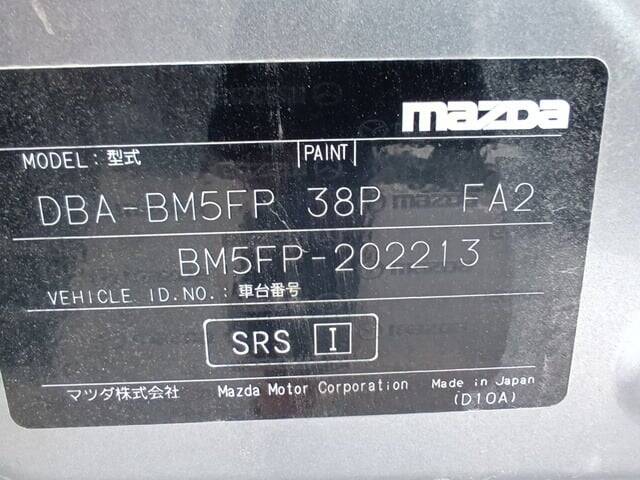 mazda
MODEL：型式 PAINT
DBA-BM5FP 38P FA2
BM5FP-202213
VEHICLE ID.NO.：車台番号
SRS I
マツダ株式会社 Mazda Motor Corporation Made in Japan
(D10A)